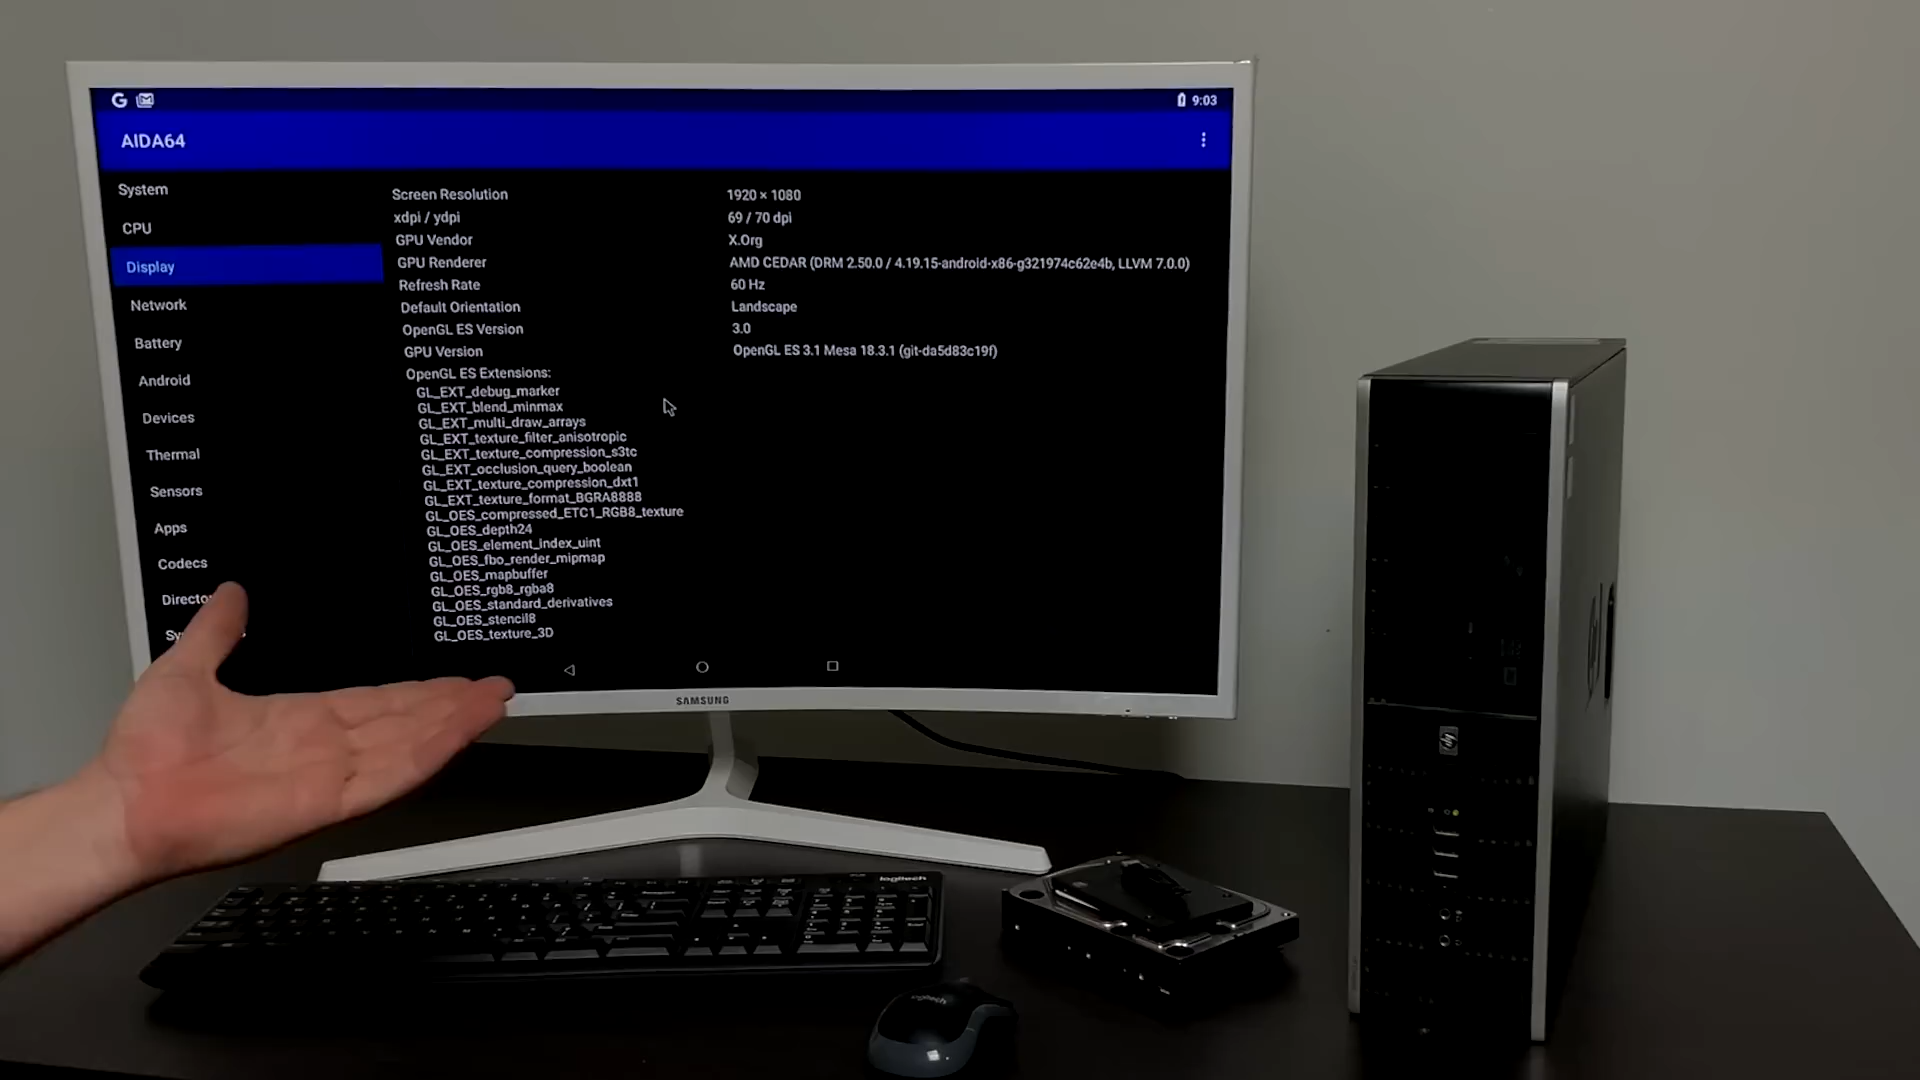 9:03
AIDA64
System
CPU
Display
Network
Battery
Android
Devices
Thermal
Sensors
Apps
Codecs
Screen Resolution 1920 × 1080
xdpi / ydpi 69 / 70 dpi
GPU Vendor X.Org
GPU Renderer AMD CEDAR (DRM 2.50.0 / 4.19.15-android-x86-g321974c62e4b, LLVM 7.0.0)
Refresh Rate 60 Hz
Default Orientation Landscape
OpenGL ES Version 3.0
GPU Version OpenGL ES 3.1 Mesa 18.3.1 (git-da5d83c19f)
OpenGL ES Extensions:
GL_EXT_debug_marker
GL_EXT_blend_minmax
GL_EXT_multi_draw_arrays
GL_EXT_texture_filter_anisotropic
GL_EXT_texture_compression_s3tc
GL_EXT_occlusion_query_boolean
GL_EXT_texture_compression_dxt1
GL_EXT_texture_format_BGRA8888
GL_OES_compressed_ETC1_RGB8_texture
GL_OES_depth24
GL_OES_element_index_uint
GL_OES_fbo_render_mipmap
GL_OES_mapbuffer
GL_OES_rgb8_rgba8
GL_OES_standard_derivatives
GL_OES_stencil8
GL_OES_texture_3D
SAMSUNG
hp
logitech
logitech